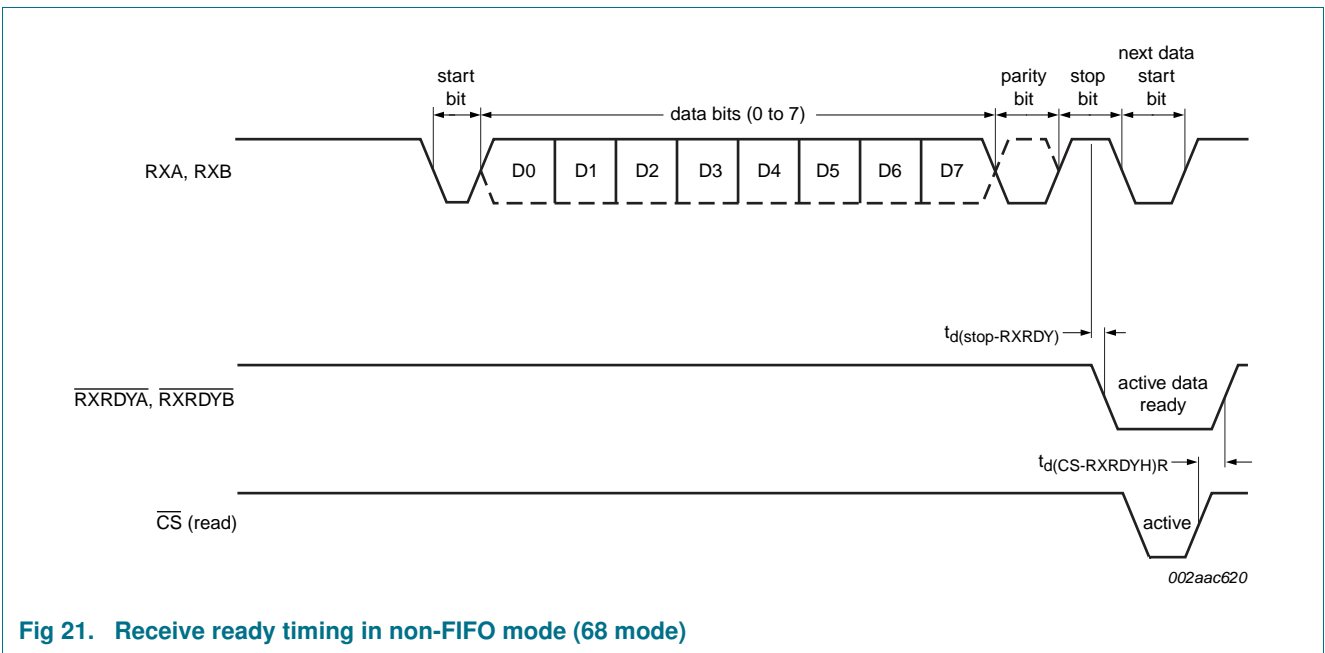 next data
start parity stop start
bit bit bit bit
data bits (0 to 7)
RXA, RXB D0 D1 D2 D3 D4 D5 D6 D7
td(stop-RXRDY)
RXRDYA, RXRDYB active data
ready
td(CS-RXRDYH)R
CS (read) active
002aac620
Fig 21. Receive ready timing in non-FIFO mode (68 mode)